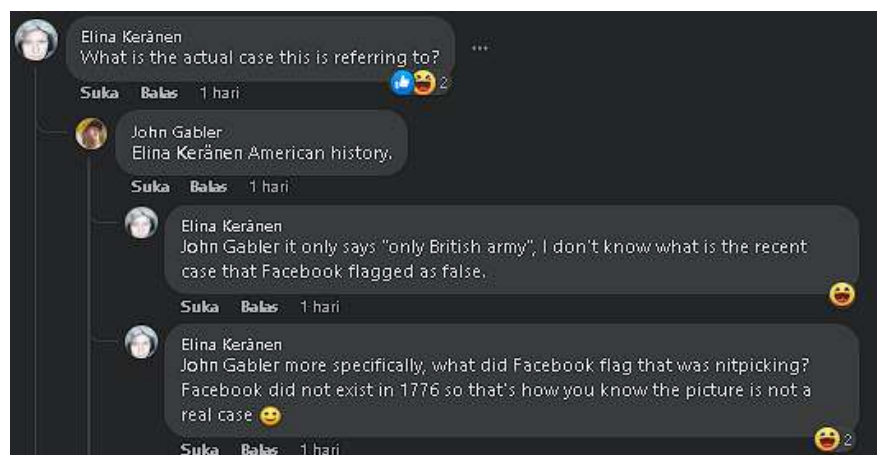 Elina Keränen
What is the actual case this is referring to?
2
Suka Balas 1 hari
John Gabler
Elina Keränen American history.
Suka Balas 1 hari
Elina Keränen
John Gabler it only says "only British army", I don't know what is the recent
case that Facebook flagged as false.
Suka Balas 1 hari
Elina Keränen
John Gabler more specifically, what did Facebook flag that was nitpicking?
Facebook did not exist in 1776 so that's how you know the picture is not a
real case
2
Suka Balas 1 hari